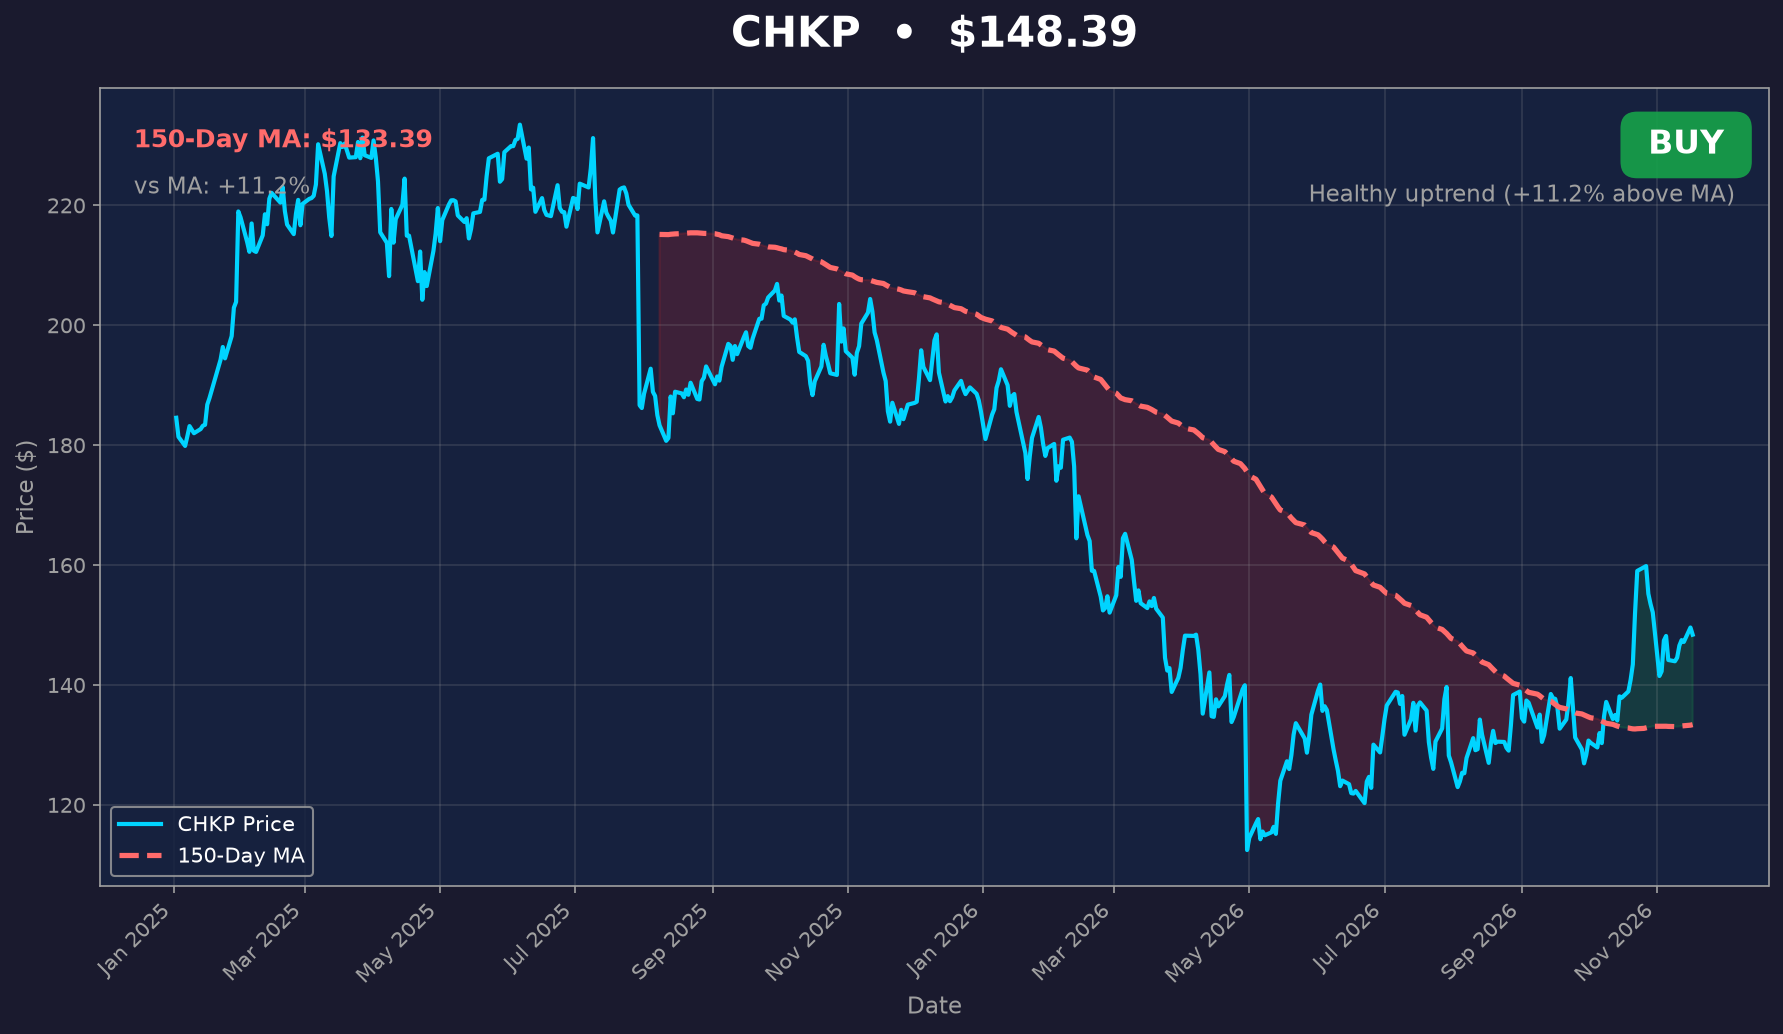 CHKP • $148.39
150-Day MA: $133.39
BUY
vs MA: +11.2%
Healthy uptrend (+11.2% above MA)
Price ($)
220
200
180
160
140
120
CHKP Price
150-Day MA
Jan 2025
Mar 2025
May 2025
Jul 2025
Sep 2025
Nov 2025
Jan 2026
Mar 2026
May 2026
Jul 2026
Sep 2026
Nov 2026
Date